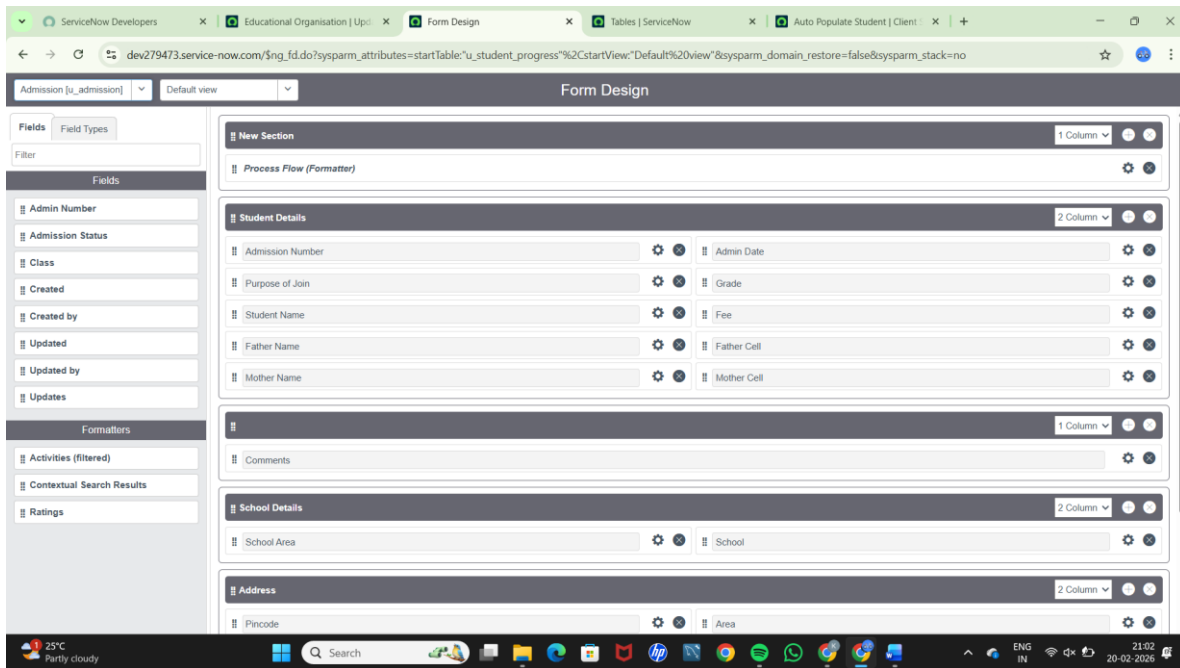 ServiceNow Developers
Educational Organisation | Upd
Form Design
Tables | ServiceNow
Auto Populate Student | Client S
dev279473.service-now.com/$ng_fd.do?sysparm_attributes=startTable:"u_student_progress"%2CstartView:"Default%20view"&sysparm_domain_restore=false&sysparm_stack=no
Admission [u_admission] Default view Form Design
Fields Field Types
Filter
Fields
Admin Number
Admission Status
Class
Created
Created by
Updated
Updated by
Updates
Formatters
Activities (filtered)
Contextual Search Results
Ratings
New Section 1 Column
Process Flow (Formatter)
Student Details 2 Column
Admission Number Admin Date
Purpose of Join Grade
Student Name Fee
Father Name Father Cell
Mother Name Mother Cell
1 Column
Comments
School Details 2 Column
School Area School
Address 2 Column
Pincode Area
1
25°C
Partly cloudy
Search
hp
ENG
IN
21:02
20-02-2026